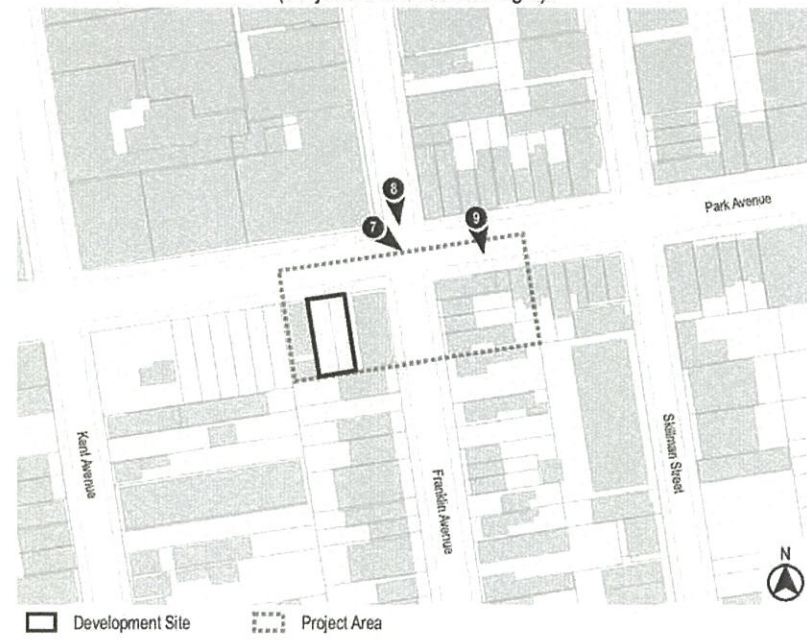 8
7
9
Park Avenue
Kent Avenue
Franklin Avenue
Skillman Street
N
Development Site
Project Area